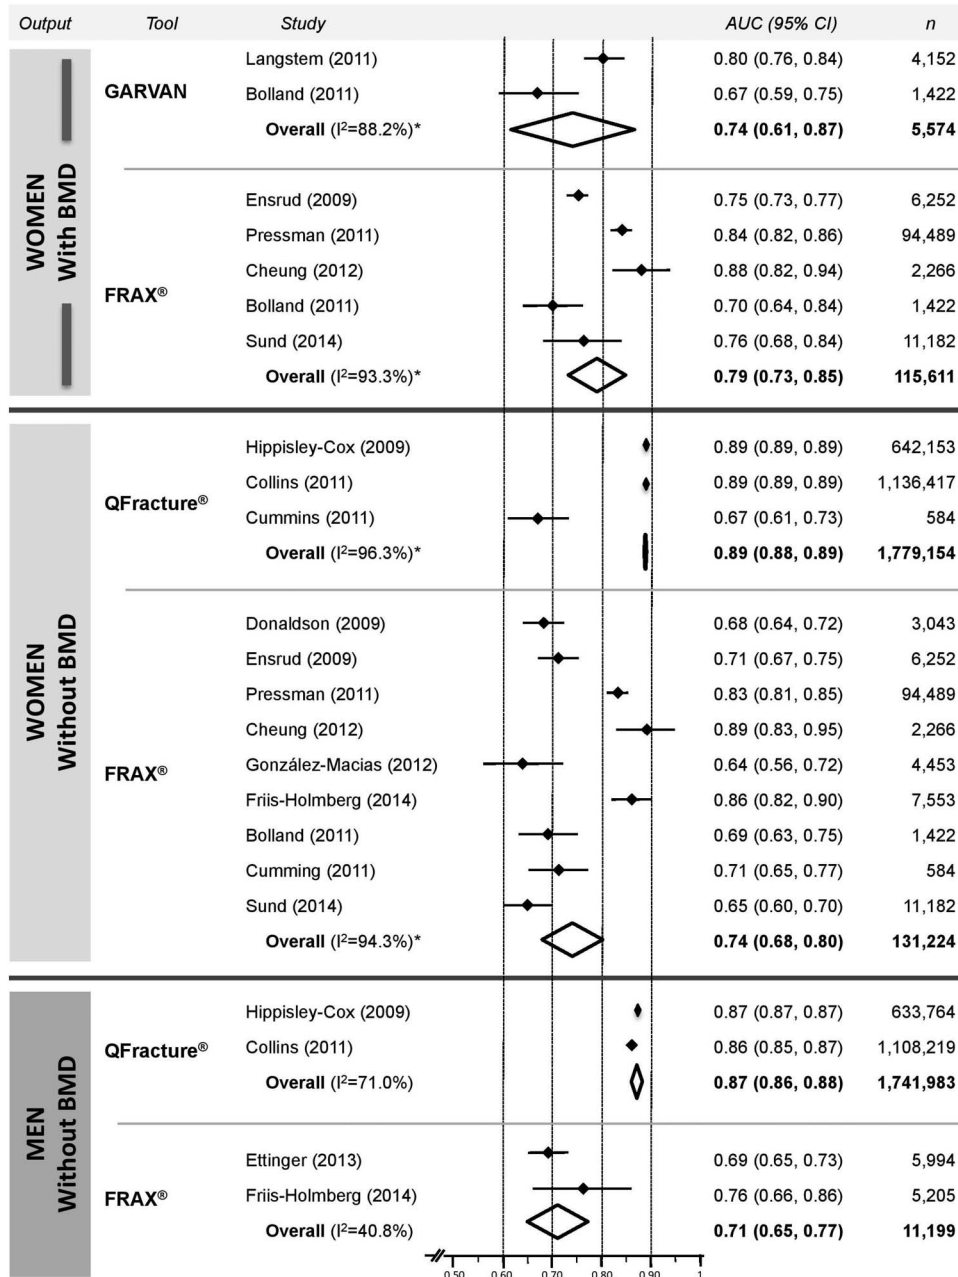 Output Tool Study AUC (95% CI) n
WOMEN
With BMD
GARVAN
Langstem (2011) 0.80 (0.76, 0.84) 4,152
Bolland (2011) 0.67 (0.59, 0.75) 1,422
Overall (I²=88.2%)* 0.74 (0.61, 0.87) 5,574
FRAX®
Ensrud (2009) 0.75 (0.73, 0.77) 6,252
Pressman (2011) 0.84 (0.82, 0.86) 94,489
Cheung (2012) 0.88 (0.82, 0.94) 2,266
Bolland (2011) 0.70 (0.64, 0.84) 1,422
Sund (2014) 0.76 (0.68, 0.84) 11,182
Overall (I²=93.3%)* 0.79 (0.73, 0.85) 115,611
WOMEN
Without BMD
QFracture®
Hippisley-Cox (2009) 0.89 (0.89, 0.89) 642,153
Collins (2011) 0.89 (0.89, 0.89) 1,136,417
Cummins (2011) 0.67 (0.61, 0.73) 584
Overall (I²=96.3%)* 0.89 (0.88, 0.89) 1,779,154
FRAX®
Donaldson (2009) 0.68 (0.64, 0.72) 3,043
Ensrud (2009) 0.71 (0.67, 0.75) 6,252
Pressman (2011) 0.83 (0.81, 0.85) 94,489
Cheung (2012) 0.89 (0.83, 0.95) 2,266
González-Macias (2012) 0.64 (0.56, 0.72) 4,453
Friis-Holmberg (2014) 0.86 (0.82, 0.90) 7,553
Bolland (2011) 0.69 (0.63, 0.75) 1,422
Cumming (2011) 0.71 (0.65, 0.77) 584
Sund (2014) 0.65 (0.60, 0.70) 11,182
Overall (I²=94.3%)* 0.74 (0.68, 0.80) 131,224
MEN
Without BMD
QFracture®
Hippisley-Cox (2009) 0.87 (0.87, 0.87) 633,764
Collins (2011) 0.86 (0.85, 0.87) 1,108,219
Overall (I²=71.0%) 0.87 (0.86, 0.88) 1,741,983
FRAX®
Ettinger (2013) 0.69 (0.65, 0.73) 5,994
Friis-Holmberg (2014) 0.76 (0.66, 0.86) 5,205
Overall (I²=40.8%) 0.71 (0.65, 0.77) 11,199
0.50 0.60 0.70 0.80 0.90 1